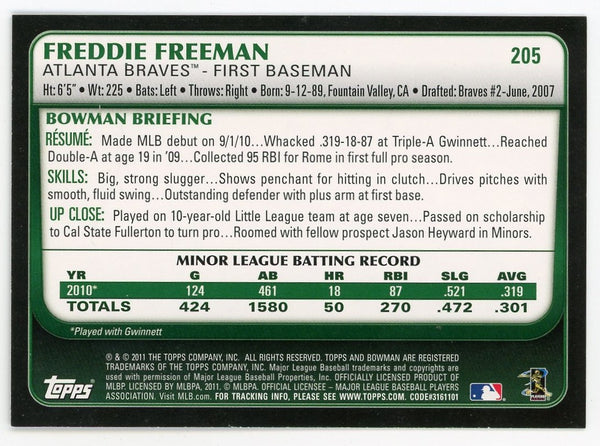 FREDDIE FREEMAN 205
ATLANTA BRAVES™ - FIRST BASEMAN
Ht: 6'5" • Wt: 225 • Bats: Left • Throws: Right • Born: 9-12-89, Fountain Valley, CA • Drafted: Braves #2-June, 2007
BOWMAN BRIEFING
RÉSUMÉ: Made MLB debut on 9/1/10...Whacked .319-18-87 at Triple-A Gwinnett...Reached
Double-A at age 19 in '09...Collected 95 RBI for Rome in first full pro season.
SKILLS: Big, strong slugger...Shows penchant for hitting in clutch...Drives pitches with
smooth, fluid swing...Outstanding defender with plus arm at first base.
UP CLOSE: Played on 10-year-old Little League team at age seven...Passed on scholarship
to Cal State Fullerton to turn pro...Roomed with fellow prospect Jason Heyward in Minors.
MINOR LEAGUE BATTING RECORD
YR G AB HR RBI SLG AVG
2010* 124 461 18 87 .521 .319
TOTALS 424 1580 50 270 .472 .301
*Played with Gwinnett
® & © 2011 THE TOPPS COMPANY, INC. ALL RIGHTS RESERVED. TOPPS AND BOWMAN ARE REGISTERED
TRADEMARKS OF THE TOPPS COMPANY, INC. Major League Baseball trademarks and copyrights are
used with permission of Major League Baseball Properties, Inc. OFFICIALLY LICENSED PRODUCT OF
MLBP. LICENSED BY MLBPA, 2011. © MLBPA. OFFICIAL LICENSEE – MAJOR LEAGUE BASEBALL PLAYERS
ASSOCIATION. Visit MLB.com. FOR TRACKING INFO, PLEASE SEE WWW.TOPPS.COM. CODE#3161101
topps